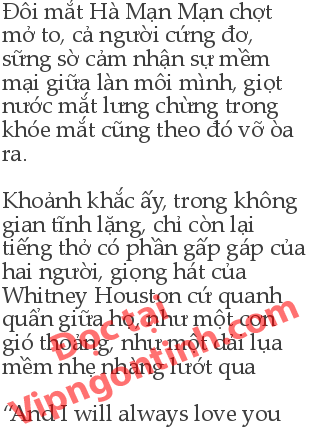 Đôi mắt Hà Mạn Mạn chợt
mở to, cả người cứng đơ,
sững sờ cảm nhận sự mềm
mại giữa làn môi mình, giọt
nước mắt lưng chừng trong
khóe mắt cũng theo đó vỡ òa
ra.
Khoảnh khắc ấy, trong không
gian tĩnh lặng, chỉ còn lại
tiếng thở có phần gấp gáp của
hai người, giọng hát của
Whitney Houston cứ quanh
quẩn giữa họ, như một cơn
gió thoảng, như một dải lụa
mềm nhẹ nhàng lướt qua
“And I will always love you
Đọc tại
Vipngontinh.com